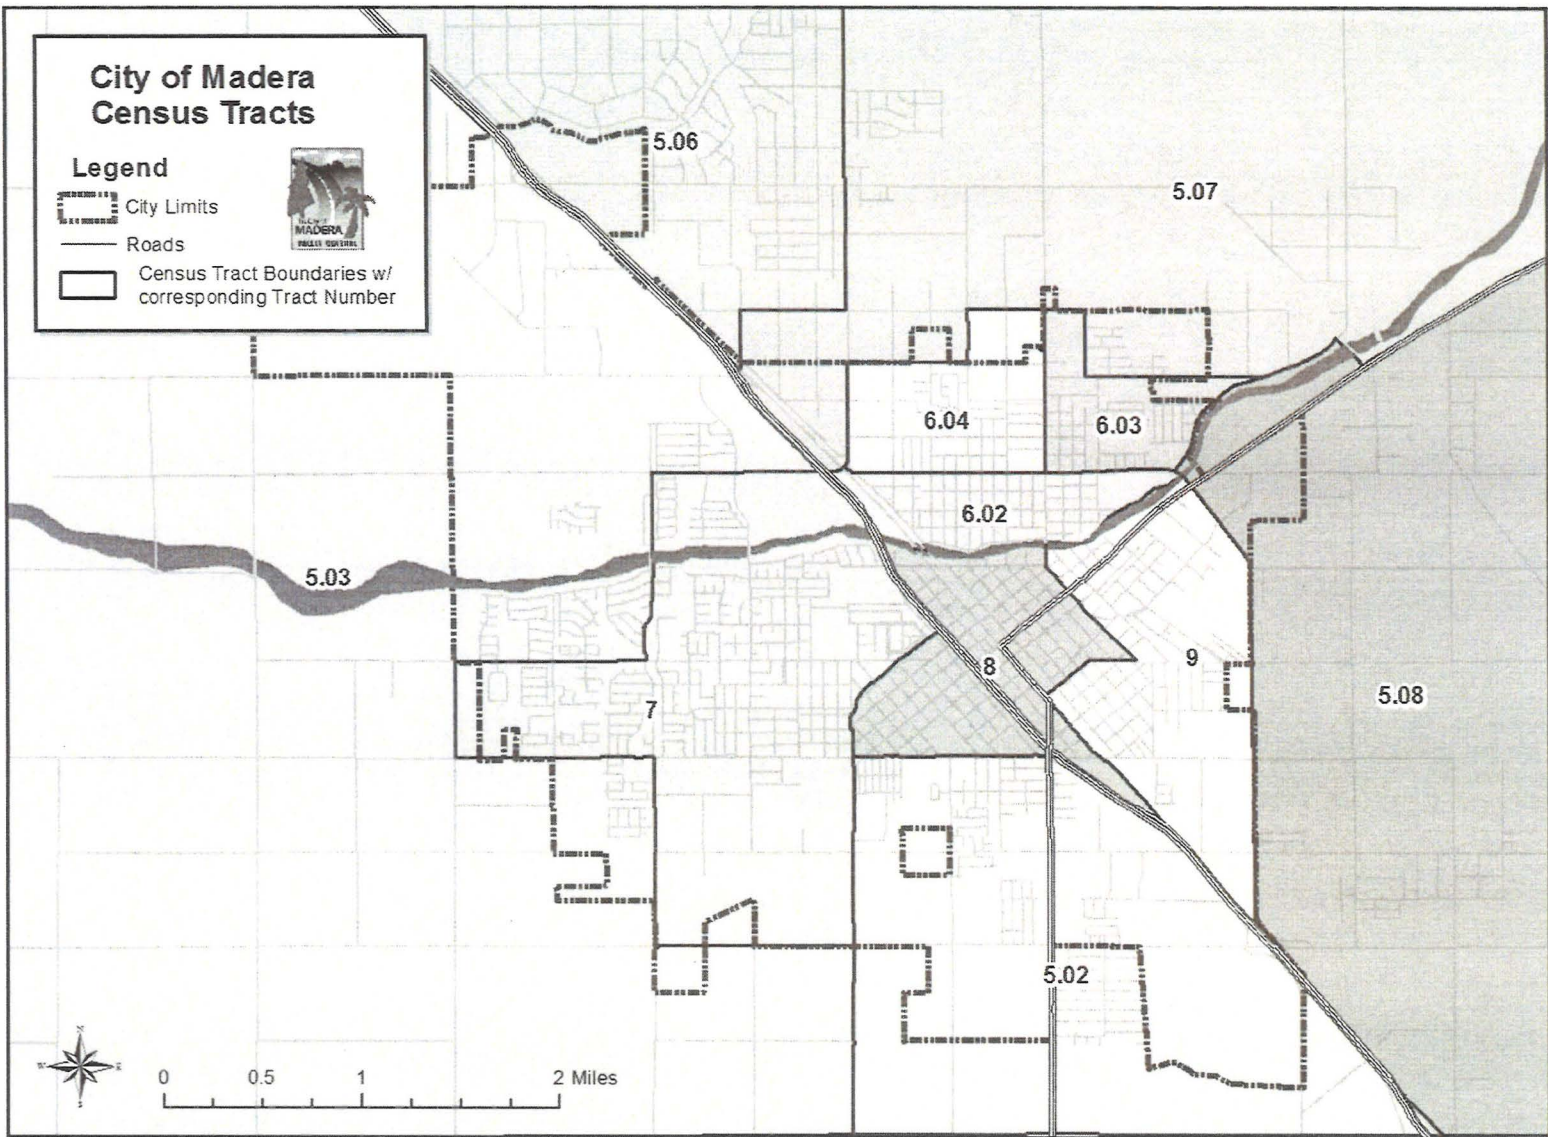 City of Madera
Census Tracts
Legend
City Limits
MADERA
Roads
Census Tract Boundaries w/
corresponding Tract Number
5.06
5.07
6.04
6.03
6.02
5.03
8
9
5.08
7
5.02
N
W
E
S
0 0.5 1 2 Miles